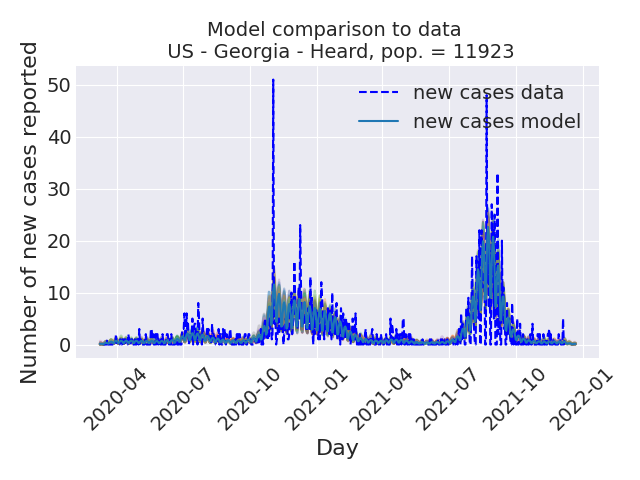 Model comparison to data
US - Georgia - Heard, pop. = 11923
Number of new cases reported
50
40
30
20
10
0
new cases data
new cases model
2020-04
2020-07
2020-10
2021-01
2021-04
2021-07
2021-10
2022-01
Day